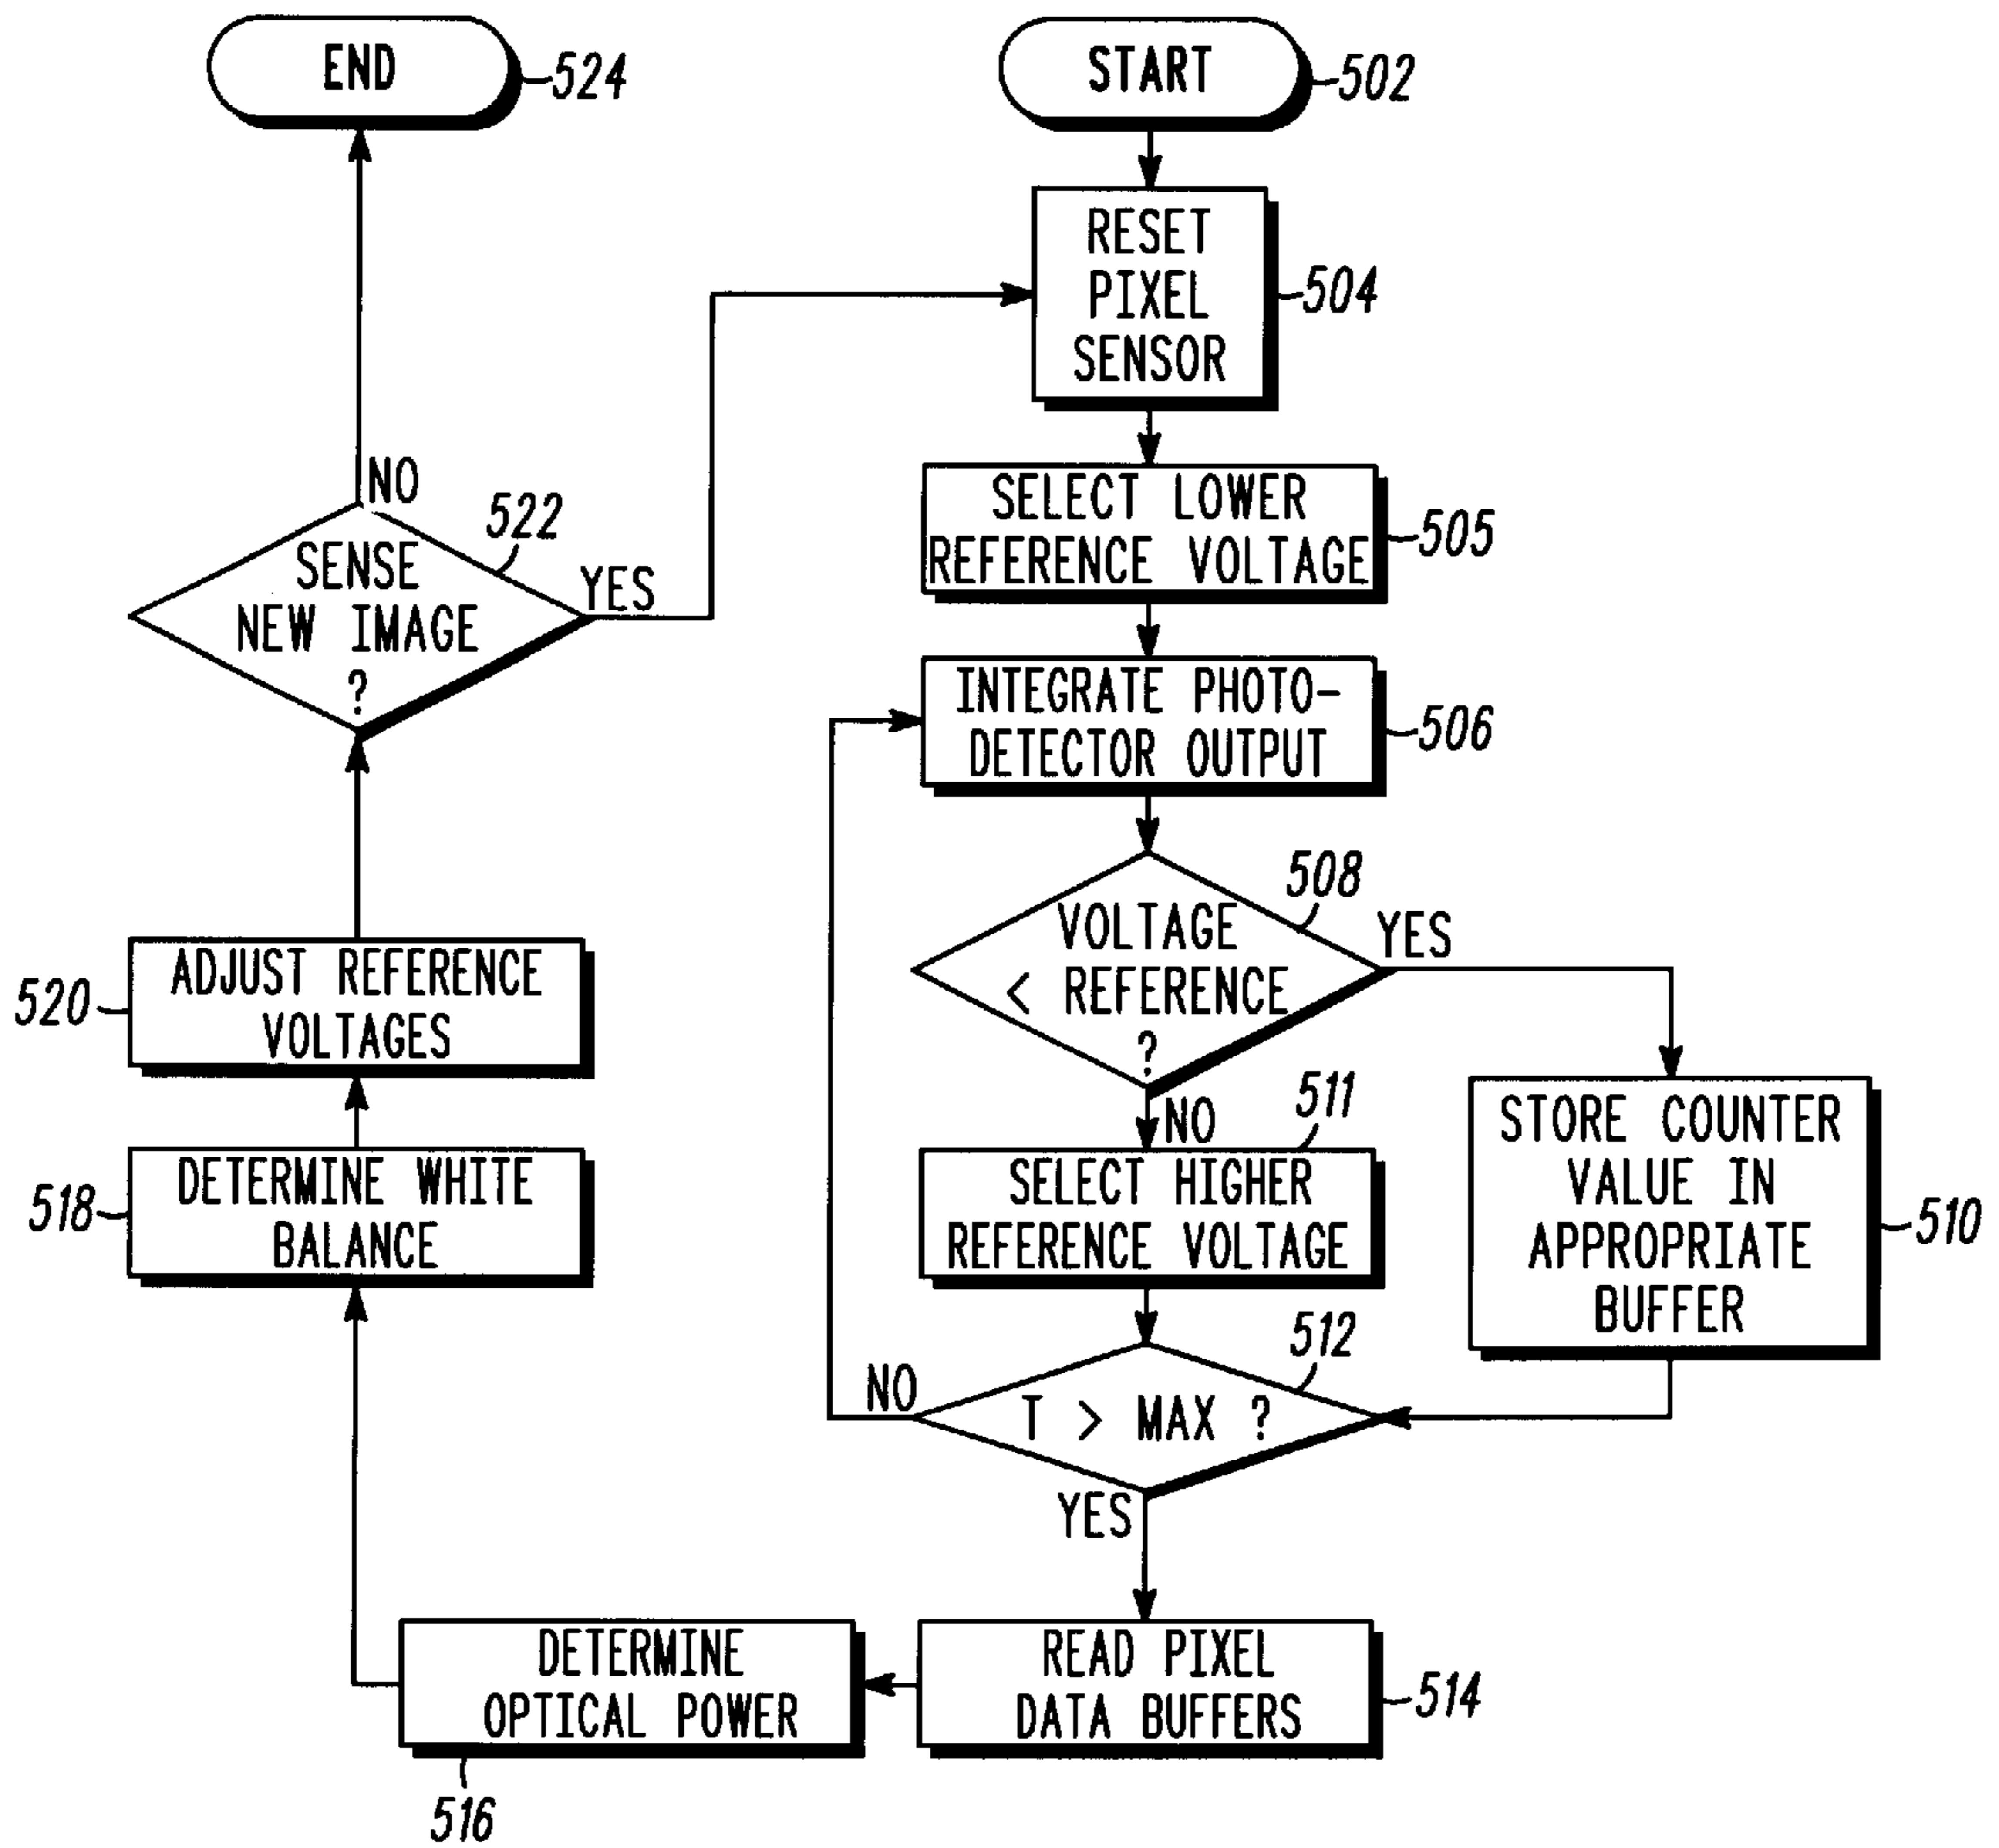 START
502
RESET
PIXEL
SENSOR
504
SELECT LOWER
REFERENCE VOLTAGE
505
INTEGRATE PHOTO-
DETECTOR OUTPUT
506
VOLTAGE
< REFERENCE
?
508
YES
NO
STORE COUNTER
VALUE IN
APPROPRIATE
BUFFER
510
511
SELECT HIGHER
REFERENCE VOLTAGE
512
T > MAX ?
NO
YES
READ PIXEL
DATA BUFFERS
514
DETERMINE
OPTICAL POWER
516
DETERMINE WHITE
BALANCE
518
ADJUST REFERENCE
VOLTAGES
520
SENSE
NEW IMAGE
?
522
YES
NO
END
524